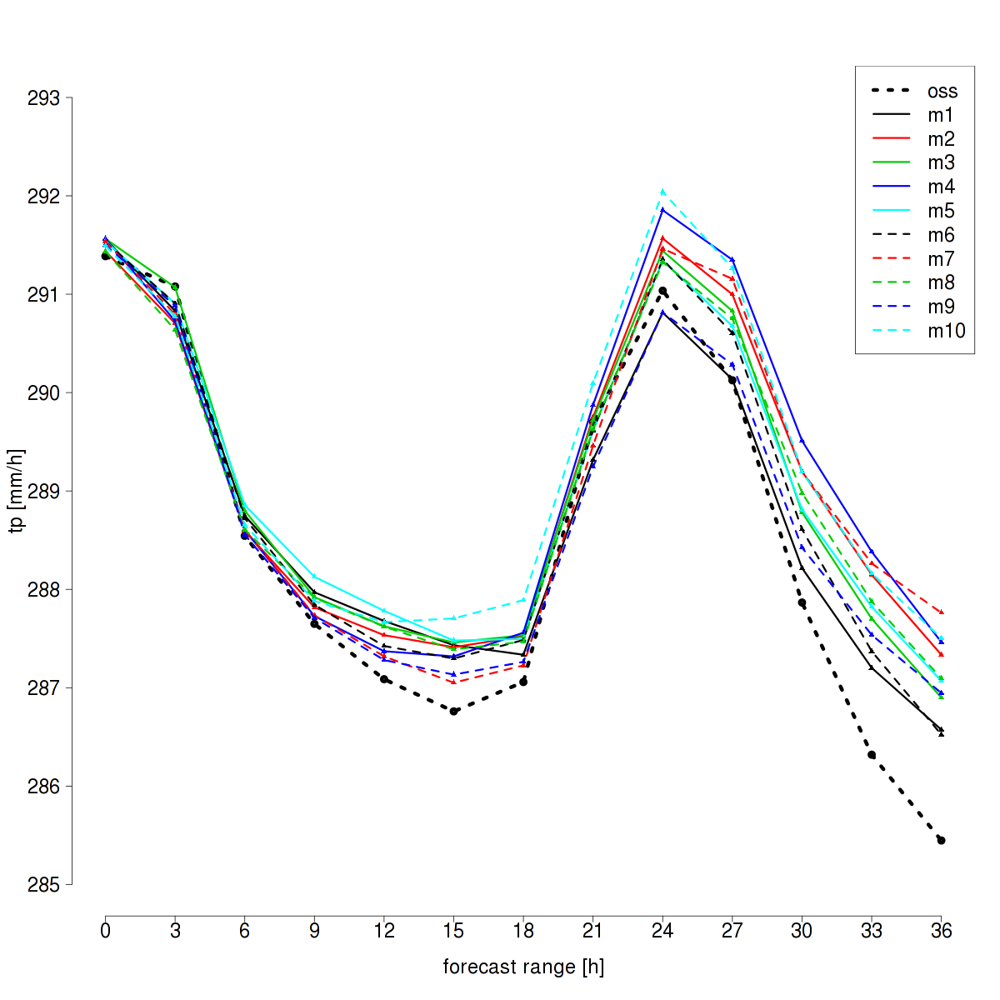 oss
m1
m2
m3
m4
m5
m6
m7
m8
m9
m10
293
292
291
290
289
288
287
286
285
tp [mm/h]
0 3 6 9 12 15 18 21 24 27 30 33 36
forecast range [h]